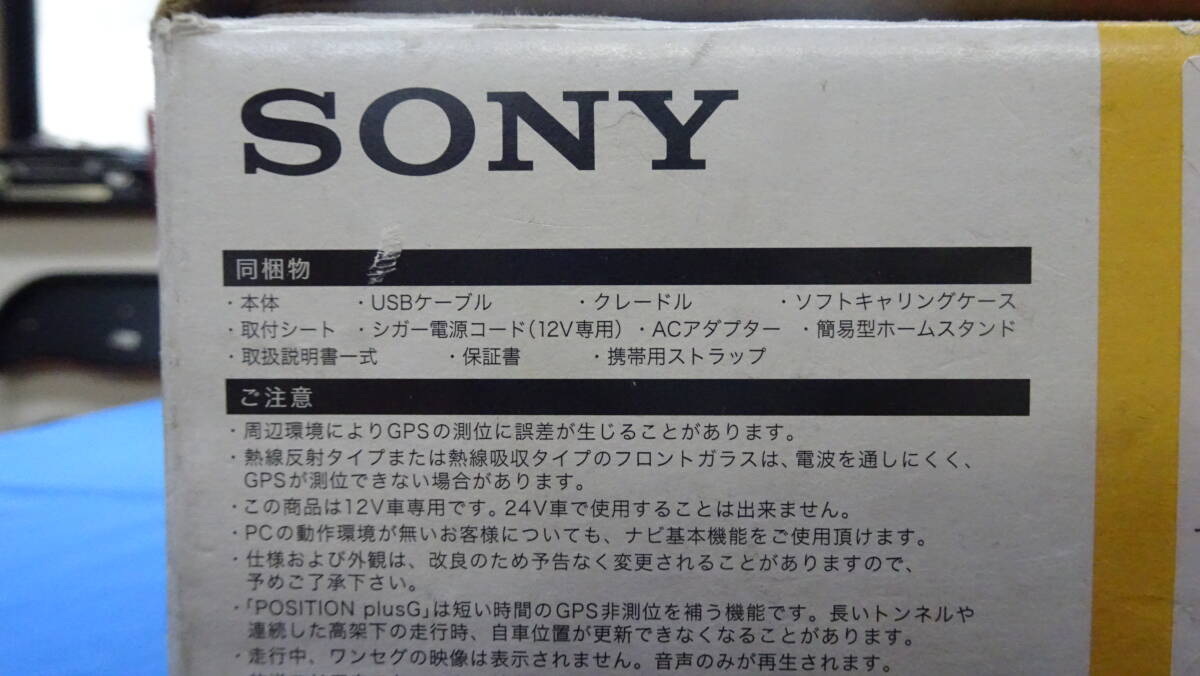 SONY
同梱物
・本体 ・USBケーブル ・クレードル ・ソフトキャリングケース
・取付シート ・シガー電源コード(12V専用) ・ACアダプター ・簡易型ホームスタンド
・取扱説明書一式 ・保証書 ・携帯用ストラップ
ご注意
・周辺環境によりGPSの測位に誤差が生じることがあります。
・熱線反射タイプまたは熱線吸収タイプのフロントガラスは、電波を通しにくく、
GPSが測位できない場合があります。
・この商品は12V車専用です。24V車で使用することは出来ません。
・PCの動作環境が無いお客様についても、ナビ基本機能をご使用頂けます。
・仕様および外観は、改良のため予告なく変更されることがありますので、
予めご了承下さい。
・「POSITION plusG」は短い時間のGPS非測位を補う機能です。長いトンネルや
連続した高架下の走行時、自車位置が更新できなくなることがあります。
・走行中、ワンセグの映像は表示されません。音声のみが再生されます。